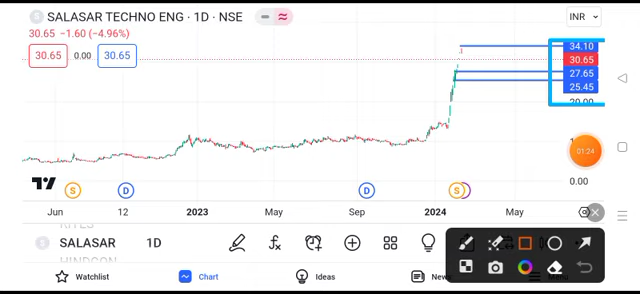 SALASAR TECHNO ENG · 1D · NSE
INR
30.65 −1.60 (−4.96%)
30.65 0.00 30.65
34.10
30.65
27.65
25.45
20.00
01:24
0.00
S D D S
Jun 12 2023 May Sep 2024 May
SALASAR 1D
Watchlist Chart Ideas News Menu